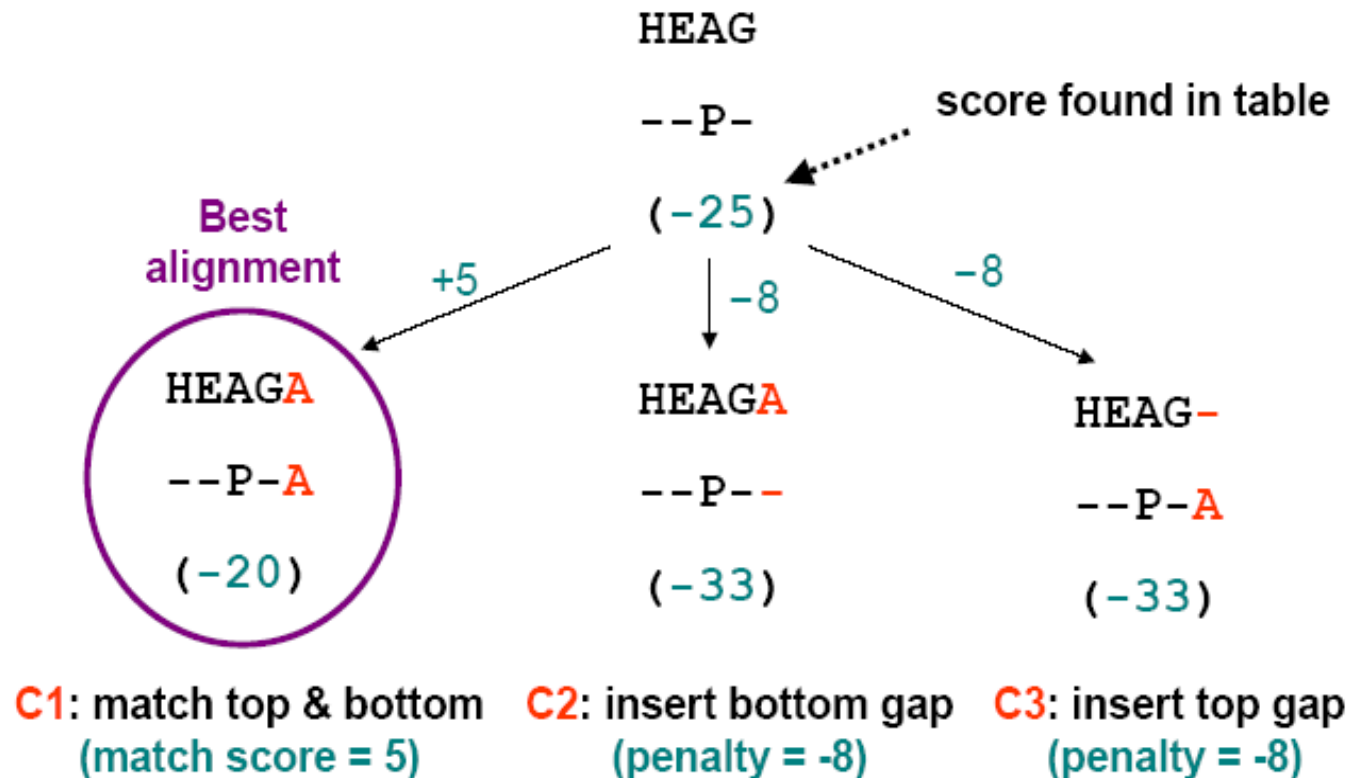 HEAG
--P-
(-25)
score found in table
Best
alignment
+5
-8
-8
HEAGA
--P-A
(-20)
HEAGA
--P--
(-33)
HEAG-
--P-A
(-33)
C1: match top & bottom
(match score = 5)
C2: insert bottom gap
(penalty = -8)
C3: insert top gap
(penalty = -8)